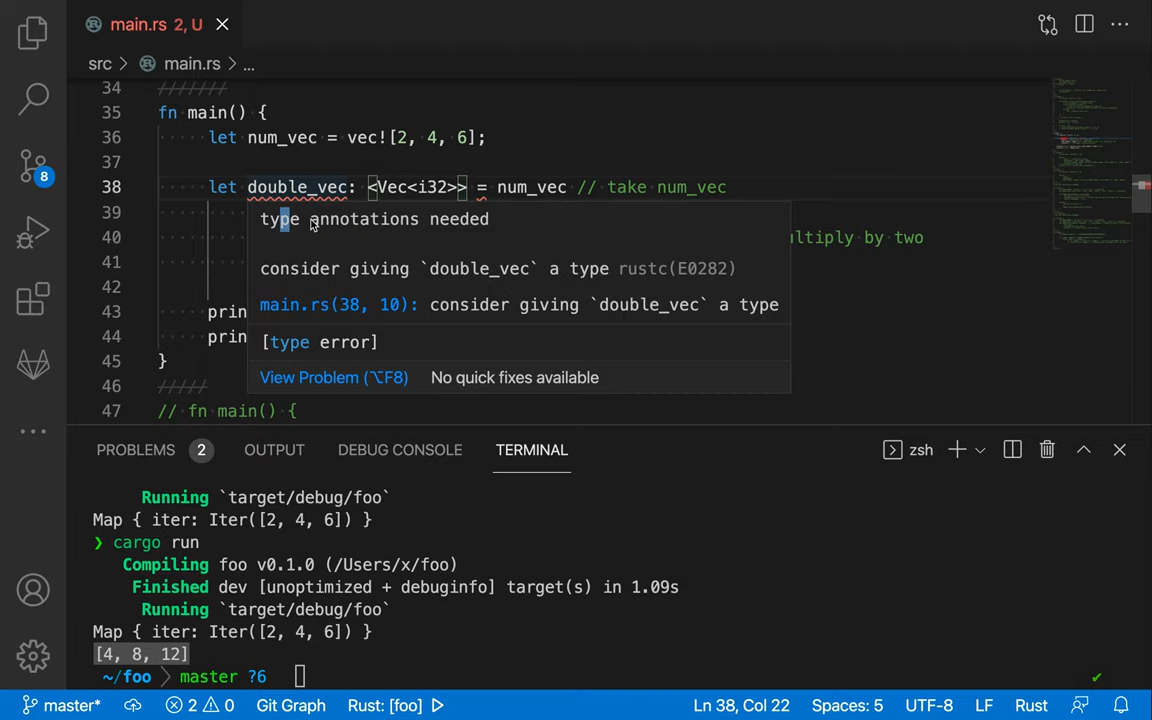 main.rs 2, U
src > main.rs > ...
34 ///////
35 fn main() {
36 let num_vec = vec![2, 4, 6];
37
38 let double_vec: <Vec<i32>> = num_vec // take num_vec
39
type annotations needed
40 ultiply by two
41
consider giving `double_vec` a type rustc(E0282)
42
main.rs(38, 10): consider giving `double_vec` a type
43 prin
44 prin
[type error]
45 }
View Problem (⌥F8) No quick fixes available
46 /////
47 // fn main() {
8
PROBLEMS 2 OUTPUT DEBUG CONSOLE TERMINAL zsh
Running `target/debug/foo`
Map { iter: Iter([2, 4, 6]) }
❯ cargo run
Compiling foo v0.1.0 (/Users/x/foo)
Finished dev [unoptimized + debuginfo] target(s) in 1.09s
Running `target/debug/foo`
Map { iter: Iter([2, 4, 6]) }
[4, 8, 12]
~/foo > master ?6
master* 2 0 Git Graph Rust: [foo] Ln 38, Col 22 Spaces: 5 UTF-8 LF Rust